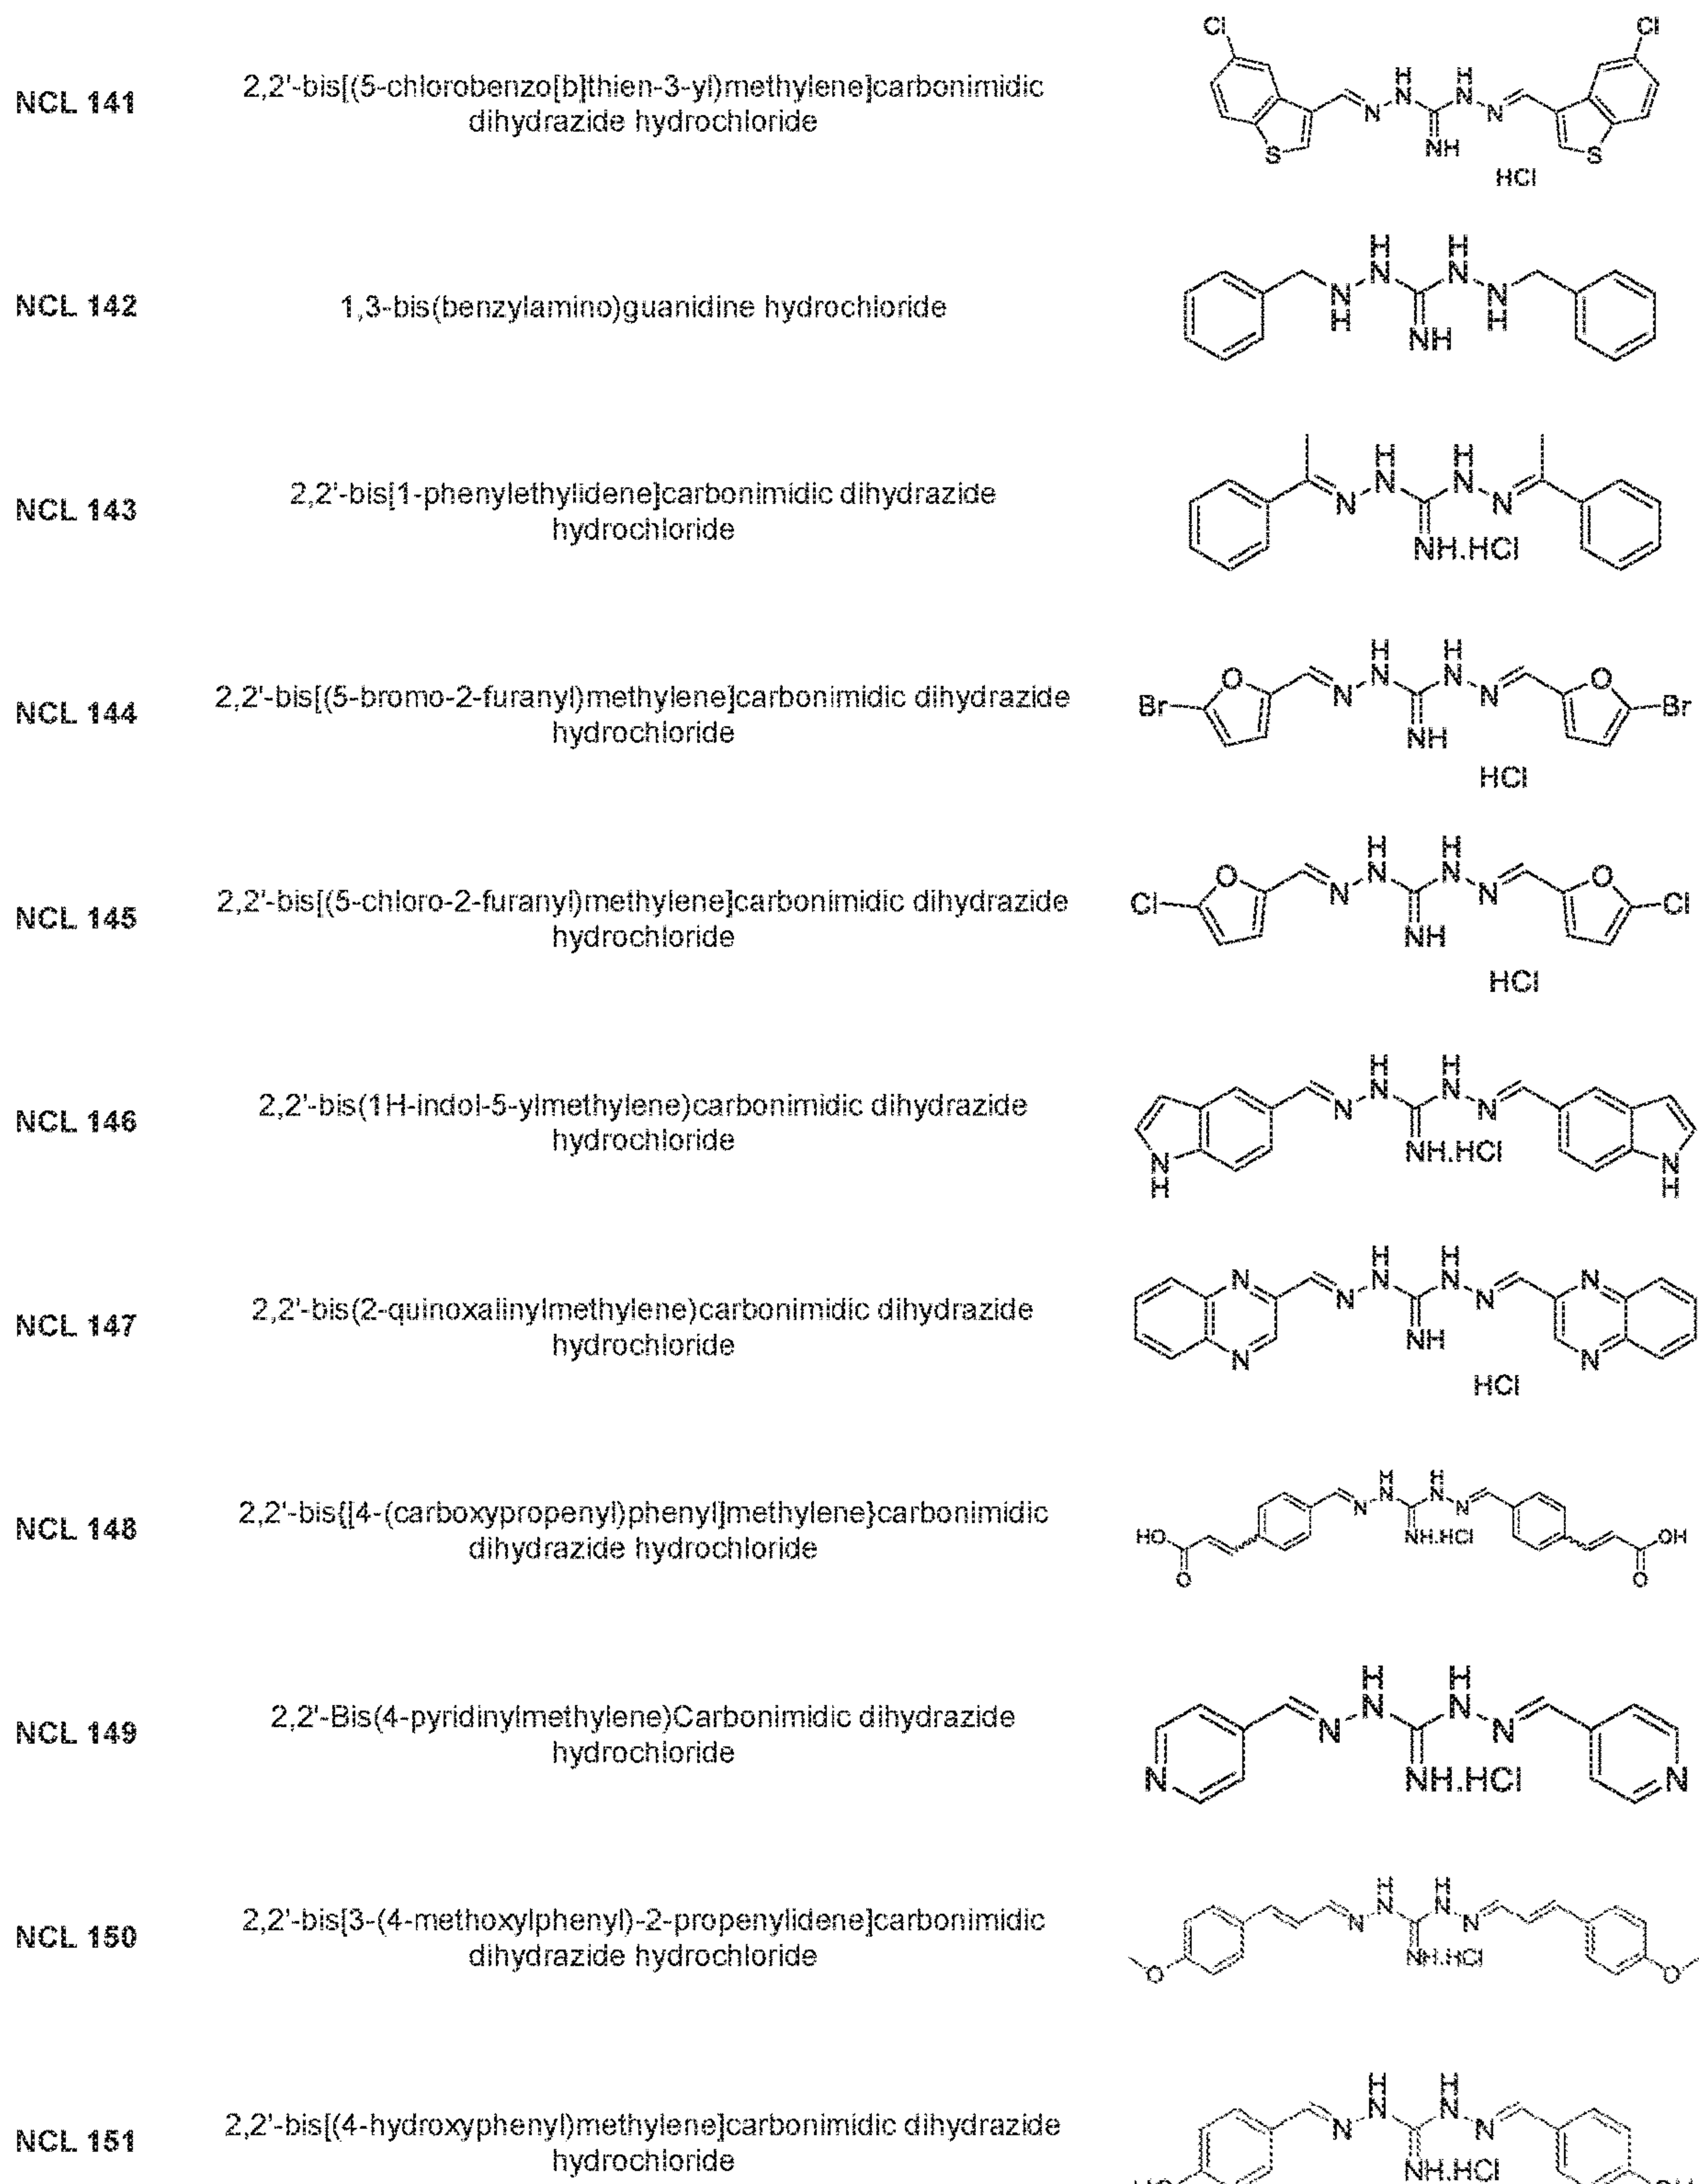 NCL 141
2,2'-bis[(5-chlorobenzo[b]thien-3-yl)methylene]carbonimidic
dihydrazide hydrochloride
Cl Cl
H H
N N
N N
NH
S S
HCl
NCL 142
1,3-bis(benzylamino)guanidine hydrochloride
H H
N N
N N
H H
NH
NCL 143
2,2'-bis[1-phenylethylidene]carbonimidic dihydrazide
hydrochloride
H H
N N
N N
NH.HCl
NCL 144
2,2'-bis[(5-bromo-2-furanyl)methylene]carbonimidic dihydrazide
hydrochloride
H H
O N N O
Br N N Br
NH
HCl
NCL 145
2,2'-bis[(5-chloro-2-furanyl)methylene]carbonimidic dihydrazide
hydrochloride
H H
O N N O
Cl N N Cl
NH
HCl
NCL 146
2,2'-bis(1H-indol-5-ylmethylene)carbonimidic dihydrazide
hydrochloride
H H
N N
N N
NH.HCl
N N
H H
NCL 147
2,2'-bis(2-quinoxalinylmethylene)carbonimidic dihydrazide
hydrochloride
H H
N N N N
N N
NH
N N
HCl
NCL 148
2,2'-bis{[4-(carboxypropenyl)phenyl]methylene}carbonimidic
dihydrazide hydrochloride
H H
N N
N N
HO NH.HCl OH
O O
NCL 149
2,2'-Bis(4-pyridinylmethylene)Carbonimidic dihydrazide
hydrochloride
H H
N N
N N
N NH.HCl N
NCL 150
2,2'-bis[3-(4-methoxylphenyl)-2-propenylidene]carbonimidic
dihydrazide hydrochloride
H H
N N
N N
NH.HCl
O O
NCL 151
2,2'-bis[(4-hydroxyphenyl)methylene]carbonimidic dihydrazide
hydrochloride
H H
N N
N N
NH.HCl